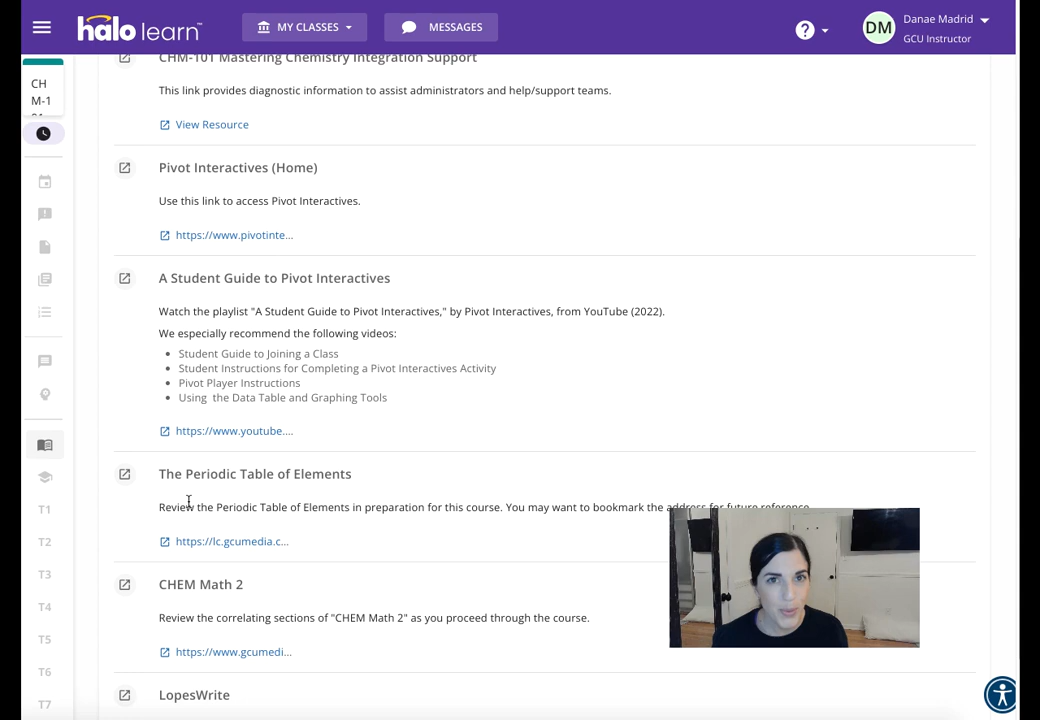 halo learn™
MY CLASSES
MESSAGES
?
DM
Danae Madrid
GCU Instructor
CH
M-1
CHM-101 Mastering Chemistry Integration Support
This link provides diagnostic information to assist administrators and help/support teams.
View Resource
Pivot Interactives (Home)
Use this link to access Pivot Interactives.
https://www.pivotinte...
A Student Guide to Pivot Interactives
Watch the playlist "A Student Guide to Pivot Interactives," by Pivot Interactives, from YouTube (2022).
We especially recommend the following videos:
• Student Guide to Joining a Class
• Student Instructions for Completing a Pivot Interactives Activity
• Pivot Player Instructions
• Using the Data Table and Graphing Tools
https://www.youtube....
The Periodic Table of Elements
Review the Periodic Table of Elements in preparation for this course. You may want to bookmark the address for future reference.
https://lc.gcumedia.c...
CHEM Math 2
Review the correlating sections of "CHEM Math 2" as you proceed through the course.
https://www.gcumedi...
LopesWrite
T1
T2
T3
T4
T5
T6
T7